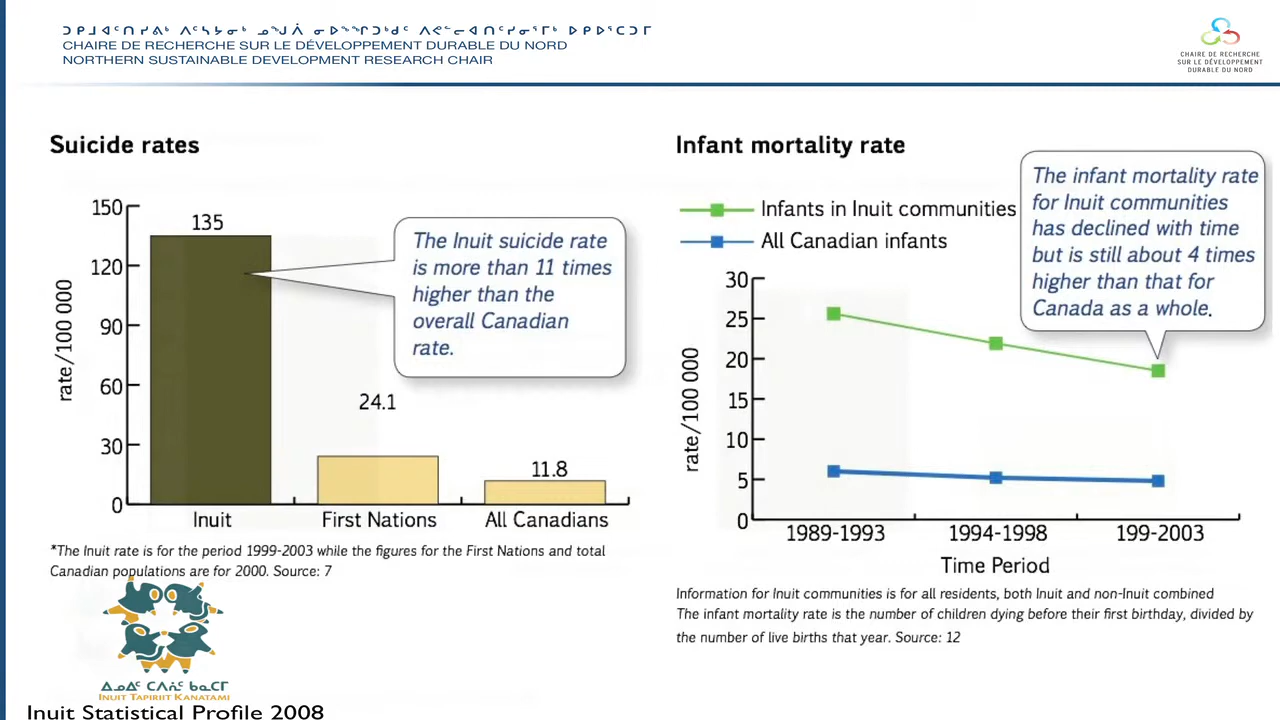 CHAIRE DE RECHERCHE SUR LE DÉVELOPPEMENT DURABLE DU NORD
NORTHERN SUSTAINABLE DEVELOPMENT RESEARCH CHAIR
CHAIRE DE RECHERCHE
SUR LE DÉVELOPPEMENT
DURABLE DU NORD
Suicide rates
150
120
90
60
30
0
rate/100 000
135
24.1
11.8
The Inuit suicide rate
is more than 11 times
higher than the
overall Canadian
rate.
Inuit
First Nations
All Canadians
*The Inuit rate is for the period 1999-2003 while the figures for the First Nations and total
Canadian populations are for 2000. Source: 7
Infant mortality rate
Infants in Inuit communities
All Canadian infants
The infant mortality rate
for Inuit communities
has declined with time
but is still about 4 times
higher than that for
Canada as a whole.
30
25
20
15
10
5
0
rate/100 000
1989-1993
1994-1998
199-2003
Time Period
Information for Inuit communities is for all residents, both Inuit and non-Inuit combined
The infant mortality rate is the number of children dying before their first birthday, divided by
the number of live births that year. Source: 12
ᐃᓄᐃᑦ ᑕᐱᕇᑦ ᑲᓇᑕᒥ
INUIT TAPIRIIT KANATAMI
Inuit Statistical Profile 2008